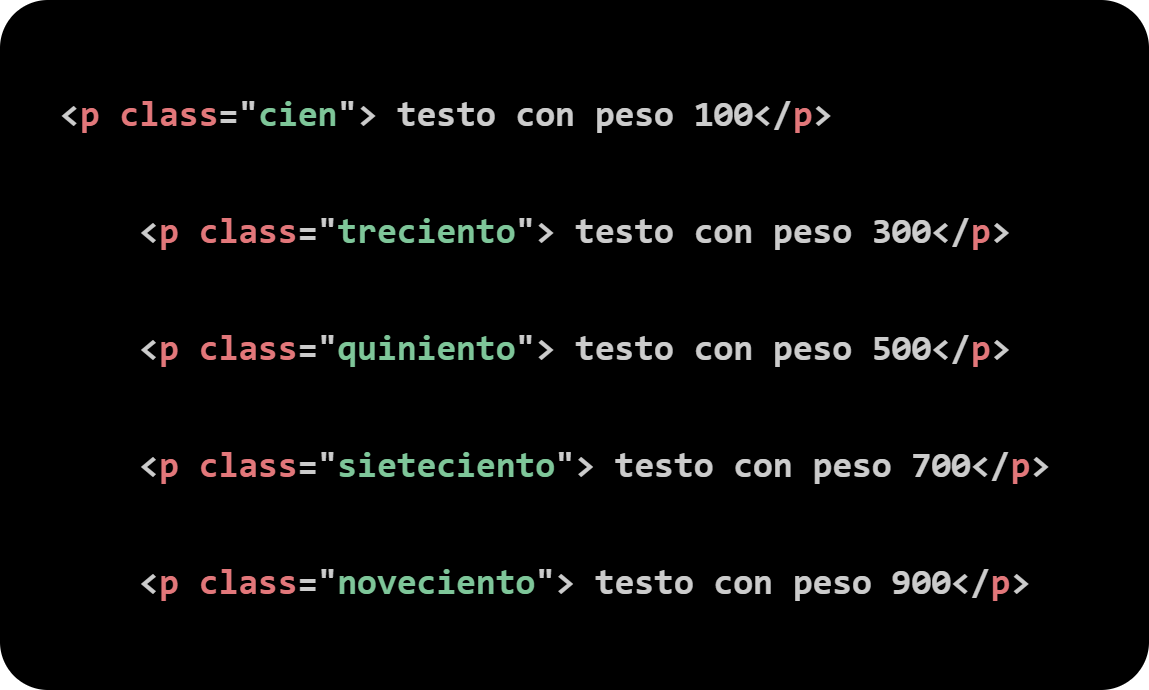 <p class="cien"> testo con peso 100</p>
<p class="treciento"> testo con peso 300</p>
<p class="quiniento"> testo con peso 500</p>
<p class="sieteciento"> testo con peso 700</p>
<p class="noveciento"> testo con peso 900</p>